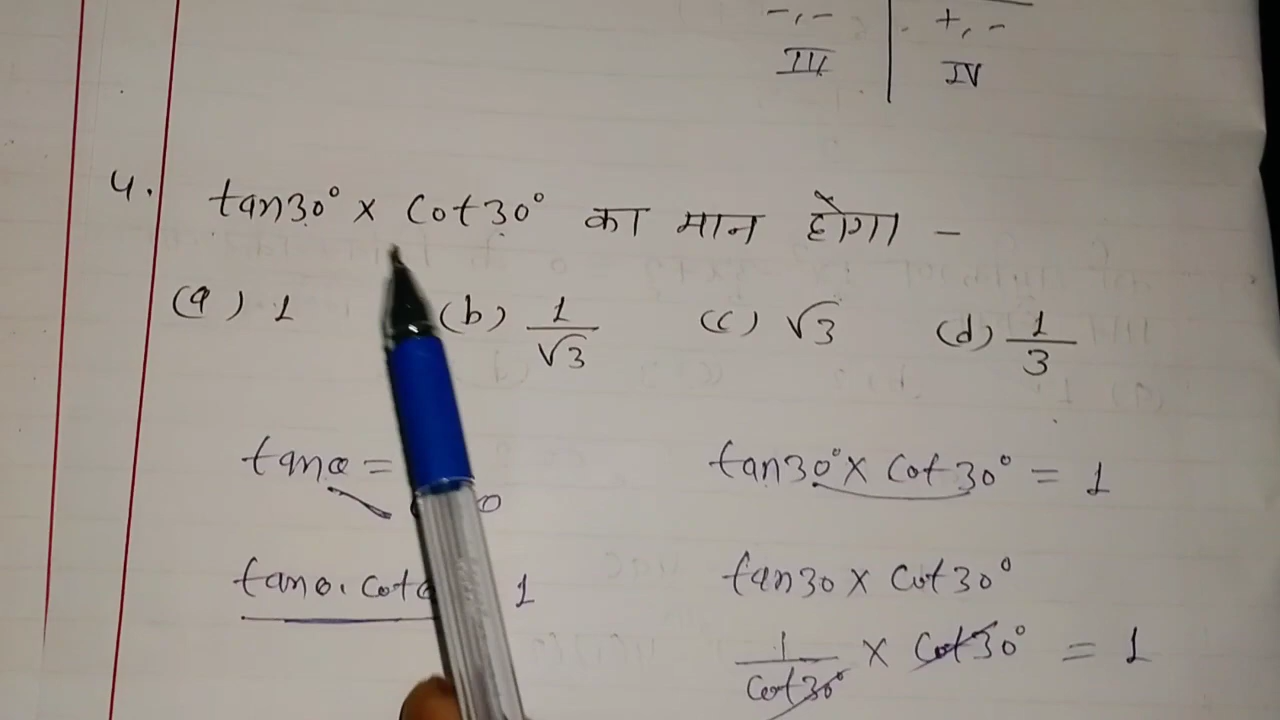 -,- +,-
III IV
4. tan30° x cot30° का मान होगा -
(a) 1 (b) 1/√3 (c) √3 (d) 1/3
tanθ =
tan30° x cot30° = 1
tanθ. cotθ 1
tan30 x cot30°
1/cot30° x cot30° = 1